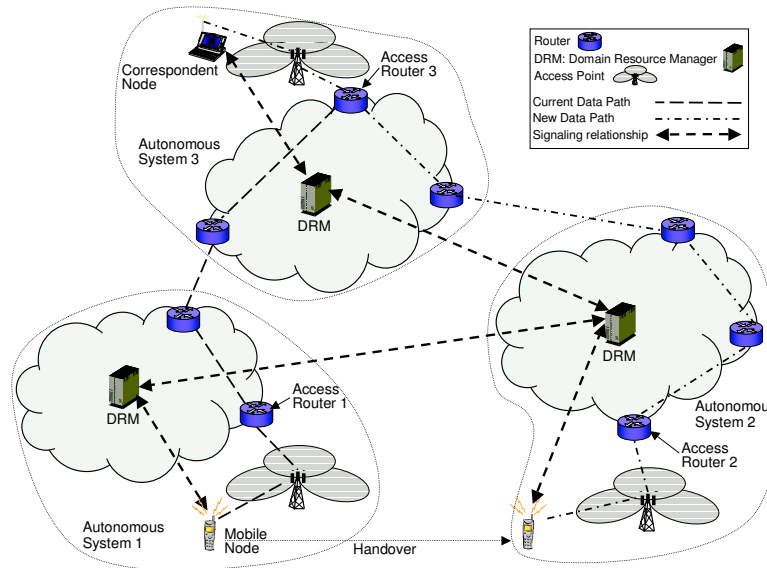 Correspondent
Node
Access
Router 3
Autonomous
System 3
DRM
Router
DRM: Domain Resource Manager
Access Point
Current Data Path
New Data Path
Signaling relationship
DRM
Access
Router 1
DRM
Autonomous
System 2
Access
Router 2
Autonomous
System 1
Mobile
Node
Handover